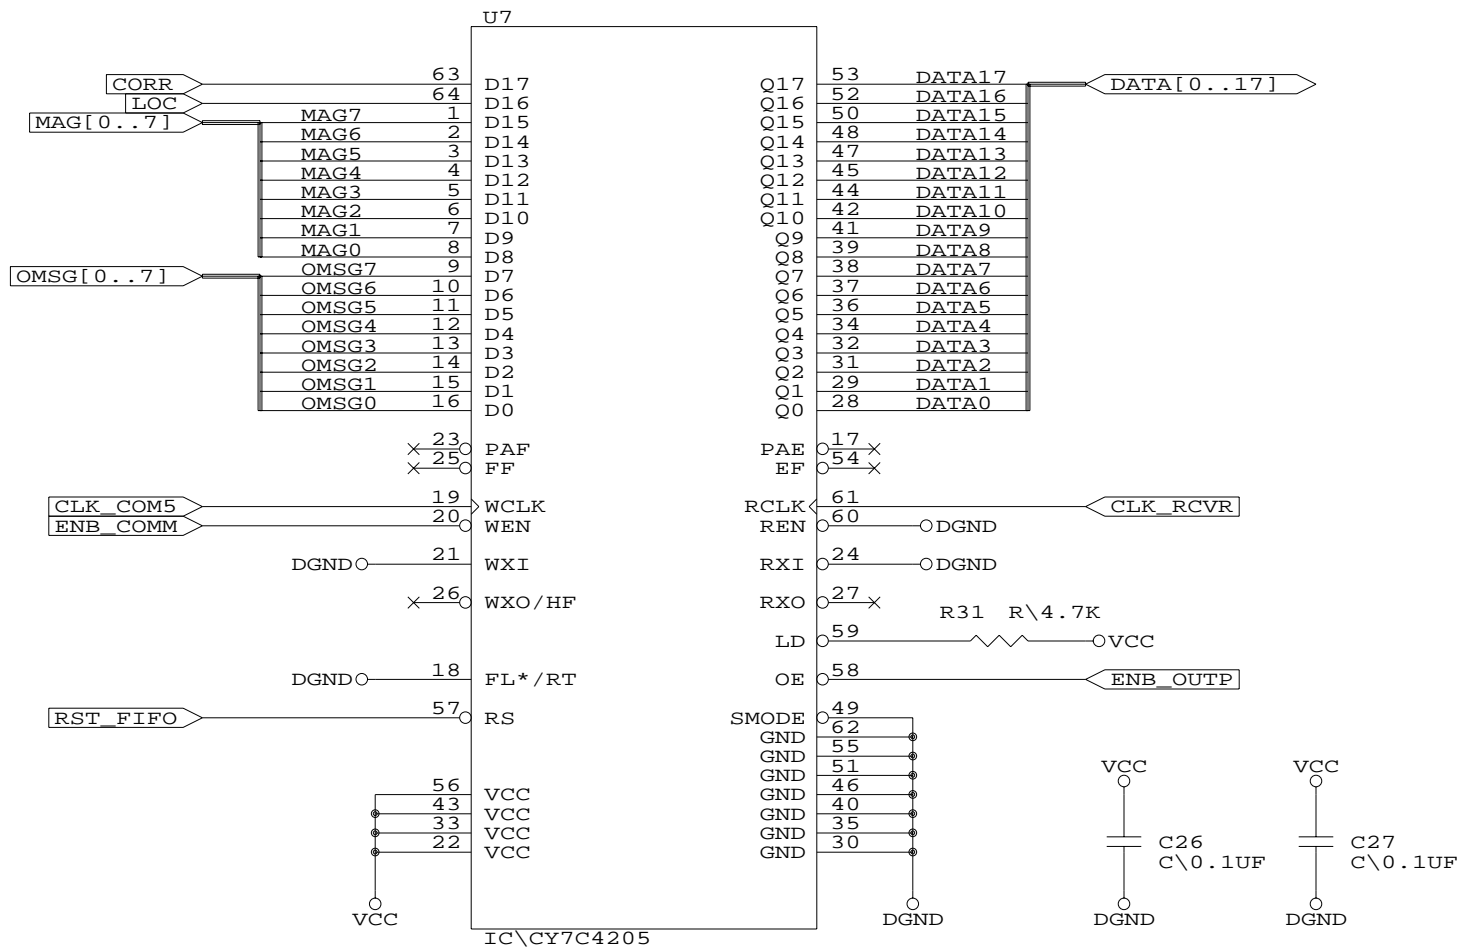 U7
CORR 63 D17 Q17 53 DATA17 DATA[0..17]
LOC 64 D16 Q16 52 DATA16
MAG[0..7] MAG7 1 D15 Q15 50 DATA15
MAG6 2 D14 Q14 48 DATA14
MAG5 3 D13 Q13 47 DATA13
MAG4 4 D12 Q12 45 DATA12
MAG3 5 D11 Q11 44 DATA11
MAG2 6 D10 Q10 42 DATA10
MAG1 7 D9 Q9 41 DATA9
MAG0 8 D8 Q8 39 DATA8
OMSG[0..7] OMSG7 9 D7 Q7 38 DATA7
OMSG6 10 D6 Q6 37 DATA6
OMSG5 11 D5 Q5 36 DATA5
OMSG4 12 D4 Q4 34 DATA4
OMSG3 13 D3 Q3 32 DATA3
OMSG2 14 D2 Q2 31 DATA2
OMSG1 15 D1 Q1 29 DATA1
OMSG0 16 D0 Q0 28 DATA0
23 PAF PAE 17
25 FF EF 54
CLK_COM5 19 WCLK RCLK 61 CLK_RCVR
ENB_COMM 20 WEN REN 60 DGND
DGND 21 WXI RXI 24 DGND
26 WXO/HF RXO 27
R31 R\4.7K
LD 59 VCC
DGND 18 FL*/RT OE 58 ENB_OUTP
RST_FIFO 57 RS SMODE 49
GND 62
GND 55
GND 51
56 VCC GND 46
43 VCC GND 40
33 VCC GND 35
22 VCC GND 30
VCC
DGND
VCC
C26
C\0.1UF
DGND
VCC
C27
C\0.1UF
DGND
IC\CY7C4205